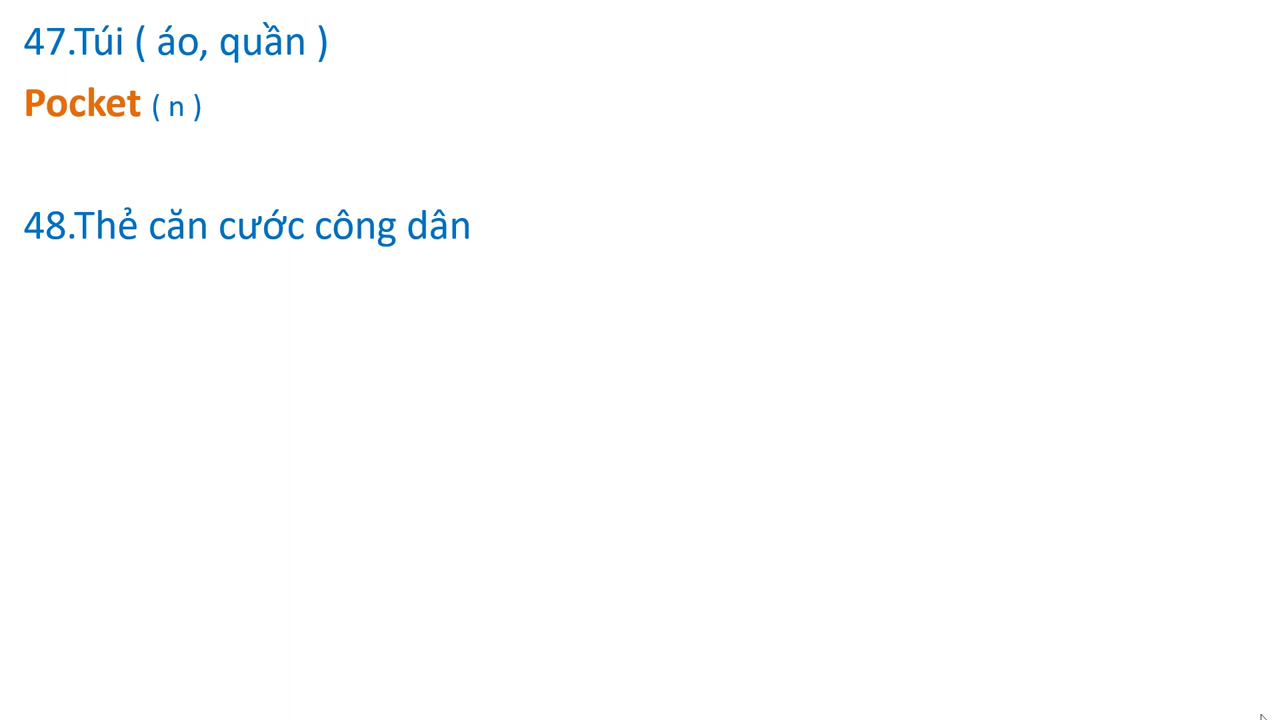 47.Túi ( áo, quần )
Pocket ( n )
48.Thẻ căn cước công dân